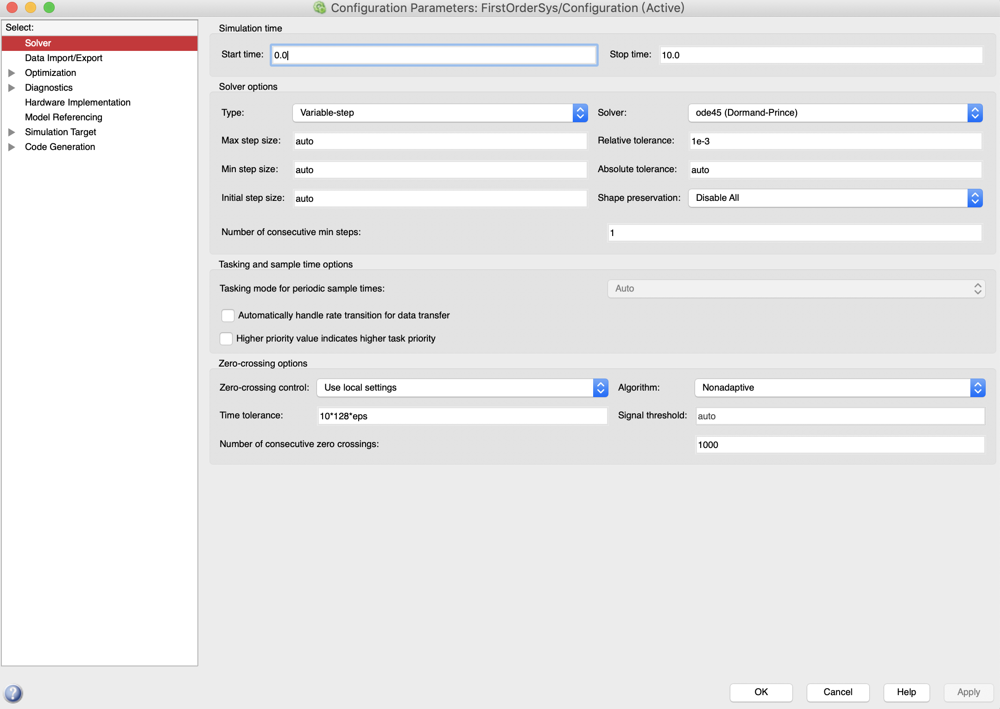 Configuration Parameters: FirstOrderSys/Configuration (Active)
Select:
Solver
Data Import/Export
Optimization
Diagnostics
Hardware Implementation
Model Referencing
Simulation Target
Code Generation
Simulation time
Start time: 0.0 Stop time: 10.0
Solver options
Type: Variable-step Solver: ode45 (Dormand-Prince)
Max step size: auto Relative tolerance: 1e-3
Min step size: auto Absolute tolerance: auto
Initial step size: auto Shape preservation: Disable All
Number of consecutive min steps: 1
Tasking and sample time options
Tasking mode for periodic sample times: Auto
Automatically handle rate transition for data transfer
Higher priority value indicates higher task priority
Zero-crossing options
Zero-crossing control: Use local settings Algorithm: Nonadaptive
Time tolerance: 10*128*eps Signal threshold: auto
Number of consecutive zero crossings: 1000
? OK Cancel Help Apply